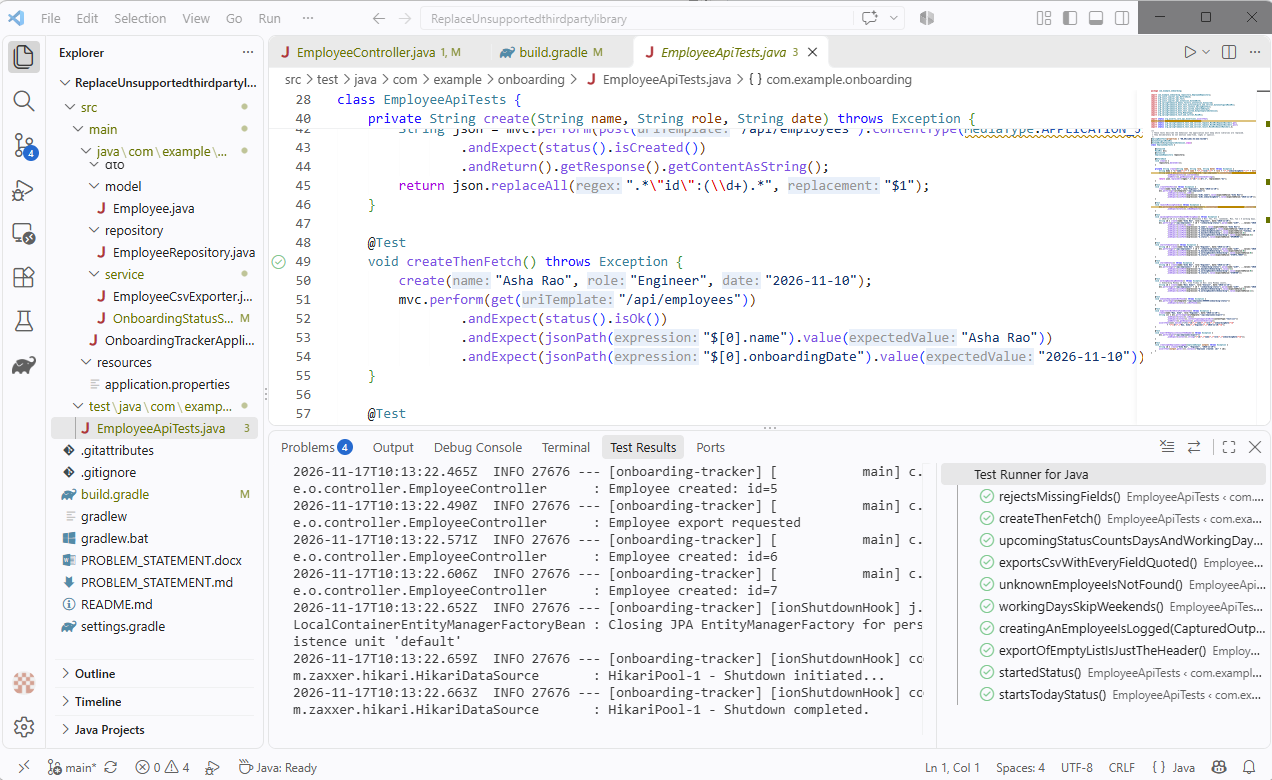 File Edit Selection View Go Run ···
ReplaceUnsupportedthirdpartylibrary
Explorer
ReplaceUnsupportedthirdpartyl...
src
main
java\com\example\...
dto
model
Employee.java
repository
EmployeeRepository.java
service
EmployeeCsvExporter.j...
OnboardingStatusS... M
OnboardingTrackerAppli...
resources
application.properties
test\java\com\examp...
EmployeeApiTests.java 3
.gitattributes
.gitignore
build.gradle M
gradlew
gradlew.bat
PROBLEM_STATEMENT.docx
PROBLEM_STATEMENT.md
README.md
settings.gradle
Outline
Timeline
Java Projects
4
EmployeeController.java 1, M
build.gradle M
EmployeeApiTests.java 3
src > test > java > com > example > onboarding > EmployeeApiTests.java > {} com.example.onboarding
28 class EmployeeApiTests {
40 private String create(String name, String role, String date) throws Exception {
42 String json = mvc.perform(post(uriTemplate: "/api/employees").contentType(MediaType.APPLICATION_J
43 .andExpect(status().isCreated())
44 .andReturn().getResponse().getContentAsString();
45 return json.replaceAll(regex: ".*\"id\":(\\d+).*", replacement: "$1");
46 }
47
48 @Test
49 void createThenFetch() throws Exception {
50 create(name: "Asha Rao", role: "Engineer", date: "2026-11-10");
51 mvc.perform(get(uriTemplate: "/api/employees"))
52 .andExpect(status().isOk())
53 .andExpect(jsonPath(expression: "$[0].name").value(expectedValue: "Asha Rao"))
54 .andExpect(jsonPath(expression: "$[0].onboardingDate").value(expectedValue: "2026-11-10"))
55 }
56
57 @Test
Problems 4 Output Debug Console Terminal Test Results Ports
2026-11-17T10:13:22.465Z INFO 27676 --- [onboarding-tracker] [ main] c.
e.o.controller.EmployeeController : Employee created: id=5
2026-11-17T10:13:22.490Z INFO 27676 --- [onboarding-tracker] [ main] c.
e.o.controller.EmployeeController : Employee export requested
2026-11-17T10:13:22.571Z INFO 27676 --- [onboarding-tracker] [ main] c.
e.o.controller.EmployeeController : Employee created: id=6
2026-11-17T10:13:22.606Z INFO 27676 --- [onboarding-tracker] [ main] c.
e.o.controller.EmployeeController : Employee created: id=7
2026-11-17T10:13:22.652Z INFO 27676 --- [onboarding-tracker] [ionShutdownHook] j.
LocalContainerEntityManagerFactoryBean : Closing JPA EntityManagerFactory for pers
istence unit 'default'
2026-11-17T10:13:22.659Z INFO 27676 --- [onboarding-tracker] [ionShutdownHook] co
m.zaxxer.hikari.HikariDataSource : HikariPool-1 - Shutdown initiated...
2026-11-17T10:13:22.663Z INFO 27676 --- [onboarding-tracker] [ionShutdownHook] co
m.zaxxer.hikari.HikariDataSource : HikariPool-1 - Shutdown completed.
Test Runner for Java
rejectsMissingFields() EmployeeApiTests < com....
createThenFetch() EmployeeApiTests < com.exa...
upcomingStatusCountsDaysAndWorkingDay...
exportsCsvWithEveryFieldQuoted() Employee...
unknownEmployeeIsNotFound() EmployeeApi...
workingDaysSkipWeekends() EmployeeApiTes...
creatingAnEmployeeIsLogged(CapturedOutp...
exportOfEmptyListIsJustTheHeader() Employ...
startedStatus() EmployeeApiTests < com.exampl...
startsTodayStatus() EmployeeApiTests < com.ex...
main* 0 4 Java: Ready Ln 1, Col 1 Spaces: 4 UTF-8 CRLF {} Java